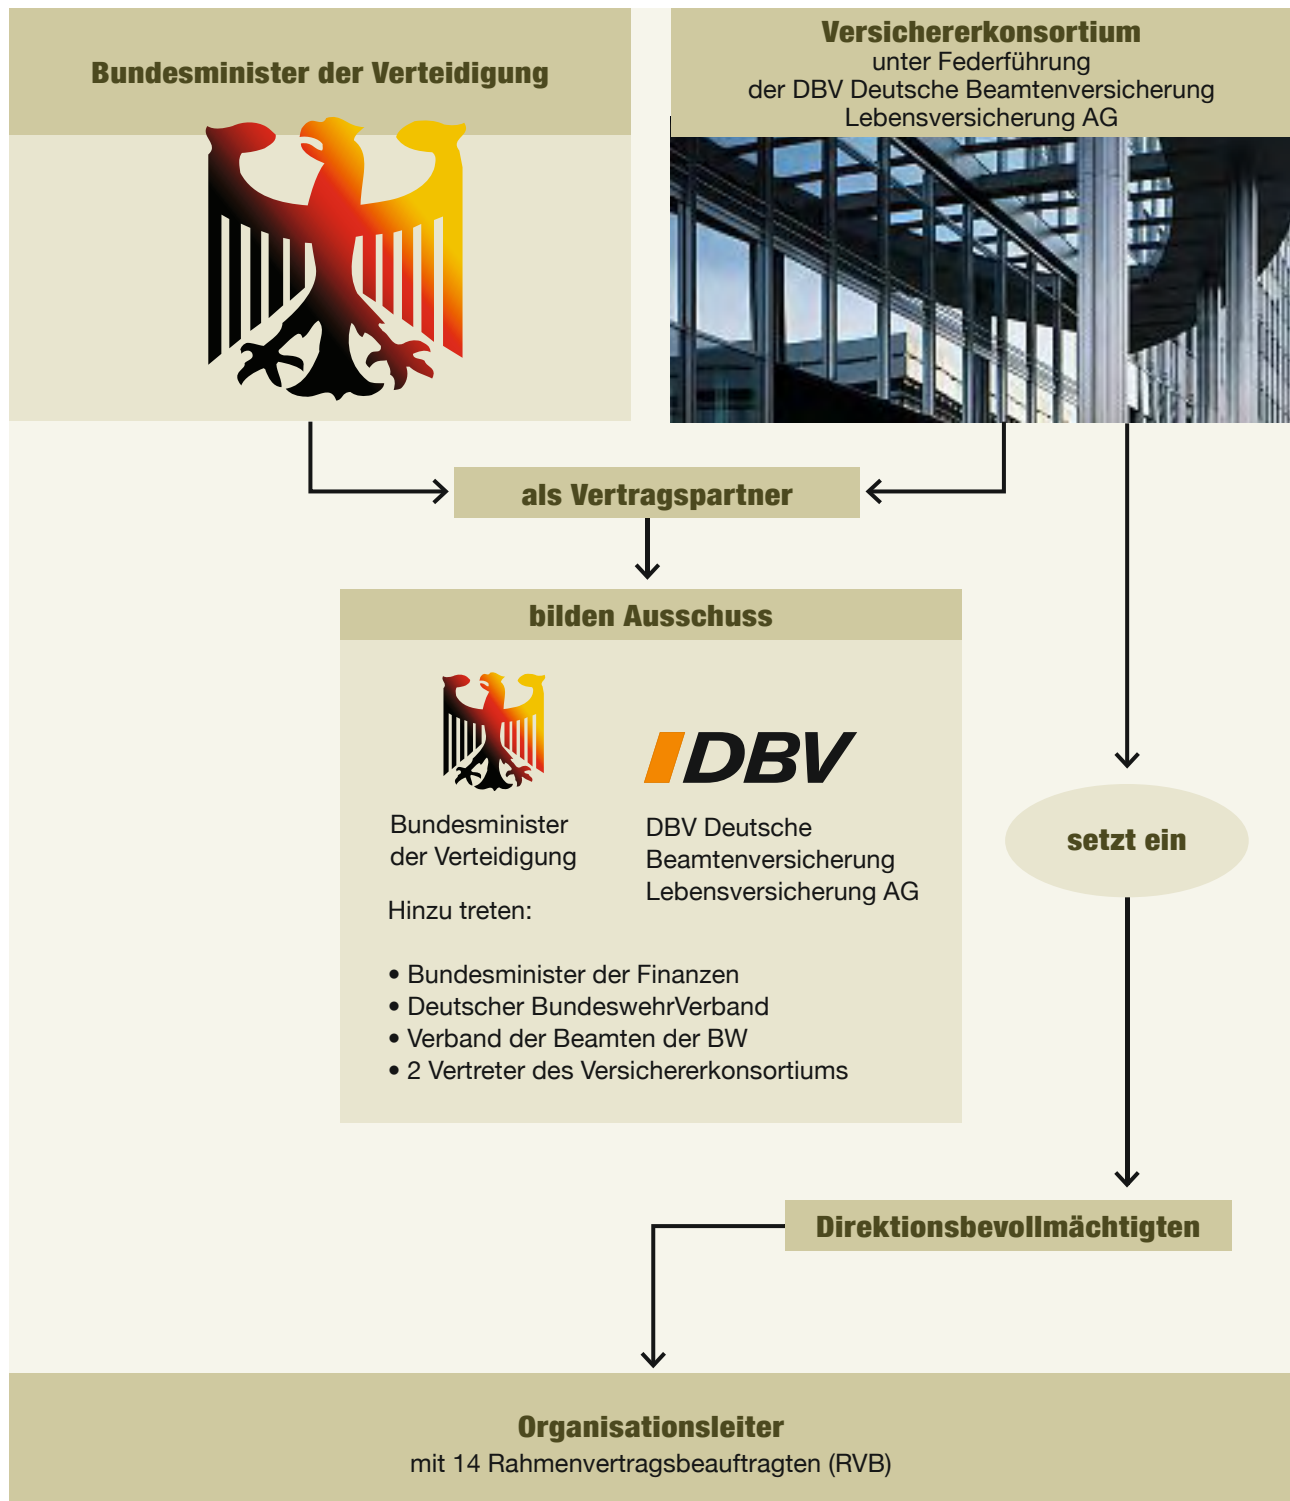 Bundesminister der Verteidigung
Versichererkonsortium
unter Federführung
der DBV Deutsche Beamtenversicherung
Lebensversicherung AG
als Vertragspartner
bilden Ausschuss
DBV
Bundesminister
der Verteidigung
DBV Deutsche
Beamtenversicherung
Lebensversicherung AG
Hinzu treten:
• Bundesminister der Finanzen
• Deutscher BundeswehrVerband
• Verband der Beamten der BW
• 2 Vertreter des Versichererkonsortiums
setzt ein
Direktionsbevollmächtigten
Organisationsleiter
mit 14 Rahmenvertragsbeauftragten (RVB)